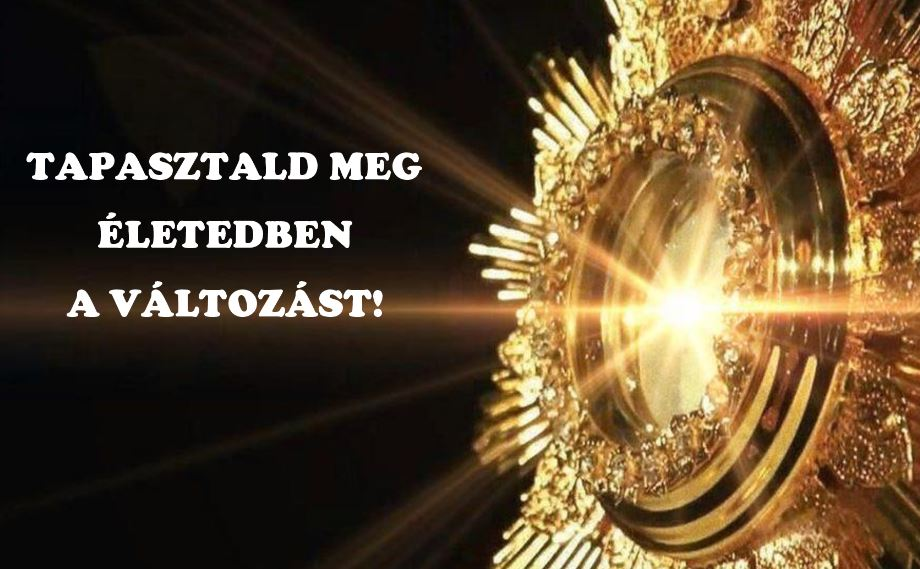 TAPASZTALD MEG
ÉLETEDBEN
A VÁLTOZÁST!